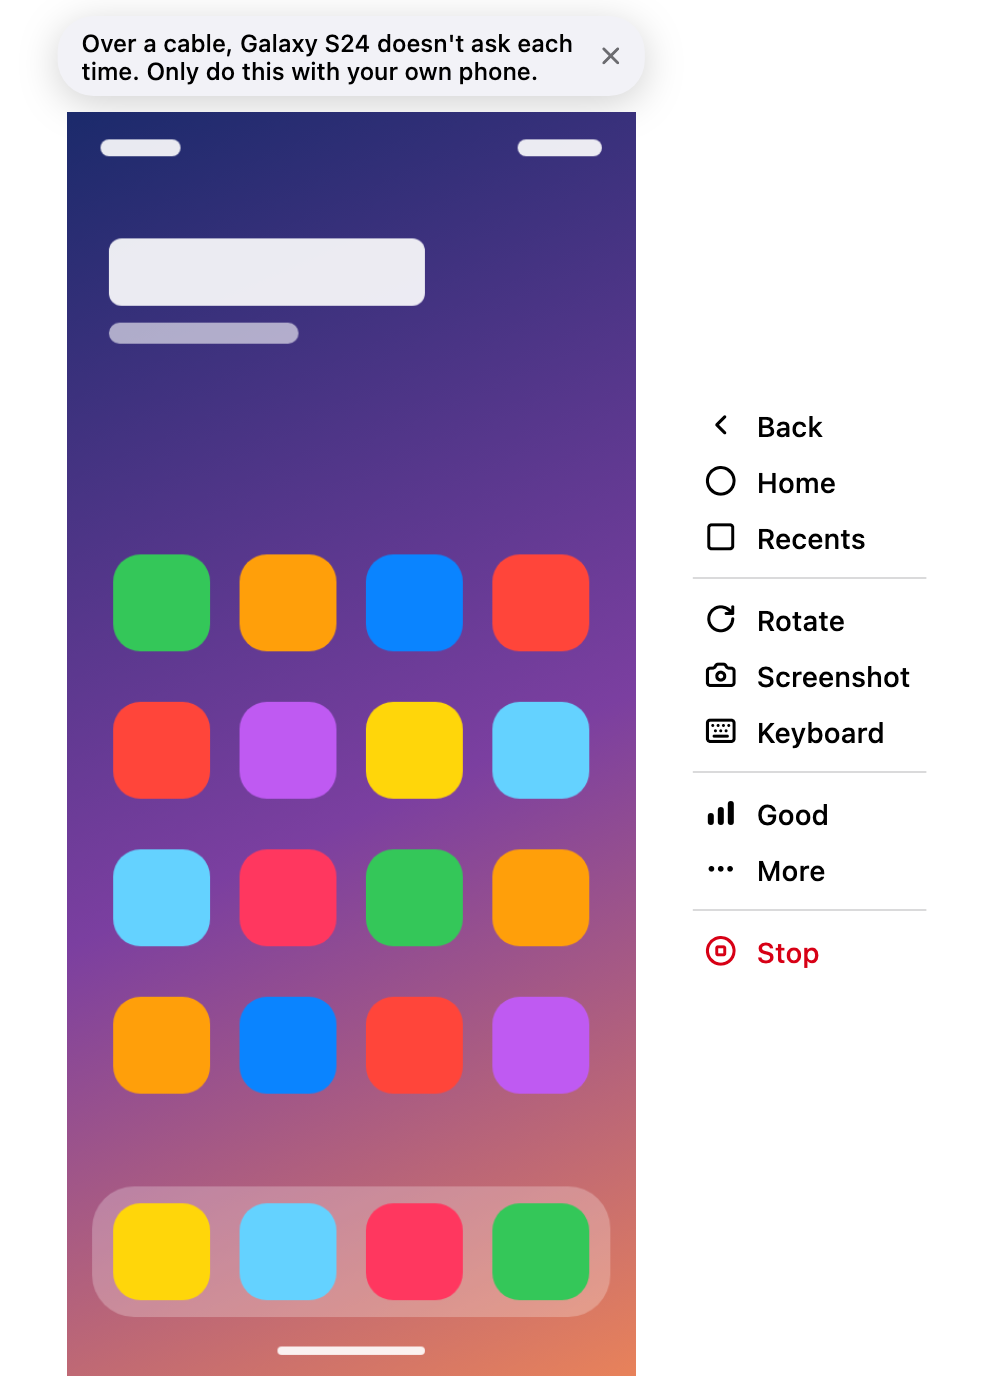 Over a cable, Galaxy S24 doesn't ask each
time. Only do this with your own phone.
Back
Home
Recents
Rotate
Screenshot
Keyboard
Good
More
Stop